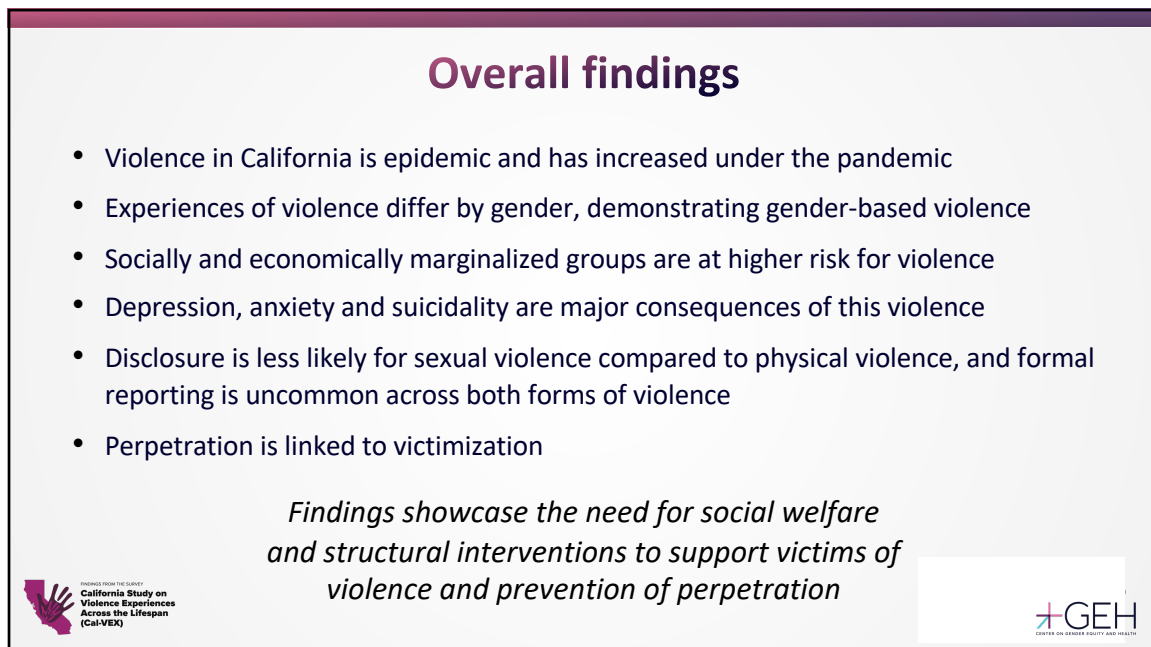 Overall findings
• Violence in California is epidemic and has increased under the pandemic
• Experiences of violence differ by gender, demonstrating gender-based violence
• Socially and economically marginalized groups are at higher risk for violence
• Depression, anxiety and suicidality are major consequences of this violence
• Disclosure is less likely for sexual violence compared to physical violence, and formal
reporting is uncommon across both forms of violence
• Perpetration is linked to victimization
Findings showcase the need for social welfare
and structural interventions to support victims of
violence and prevention of perpetration
FINDINGS FROM THE SURVEY
California Study on
Violence Experiences
Across the Lifespan
(Cal-VEX)
GEH
CENTER ON GENDER EQUITY AND HEALTH